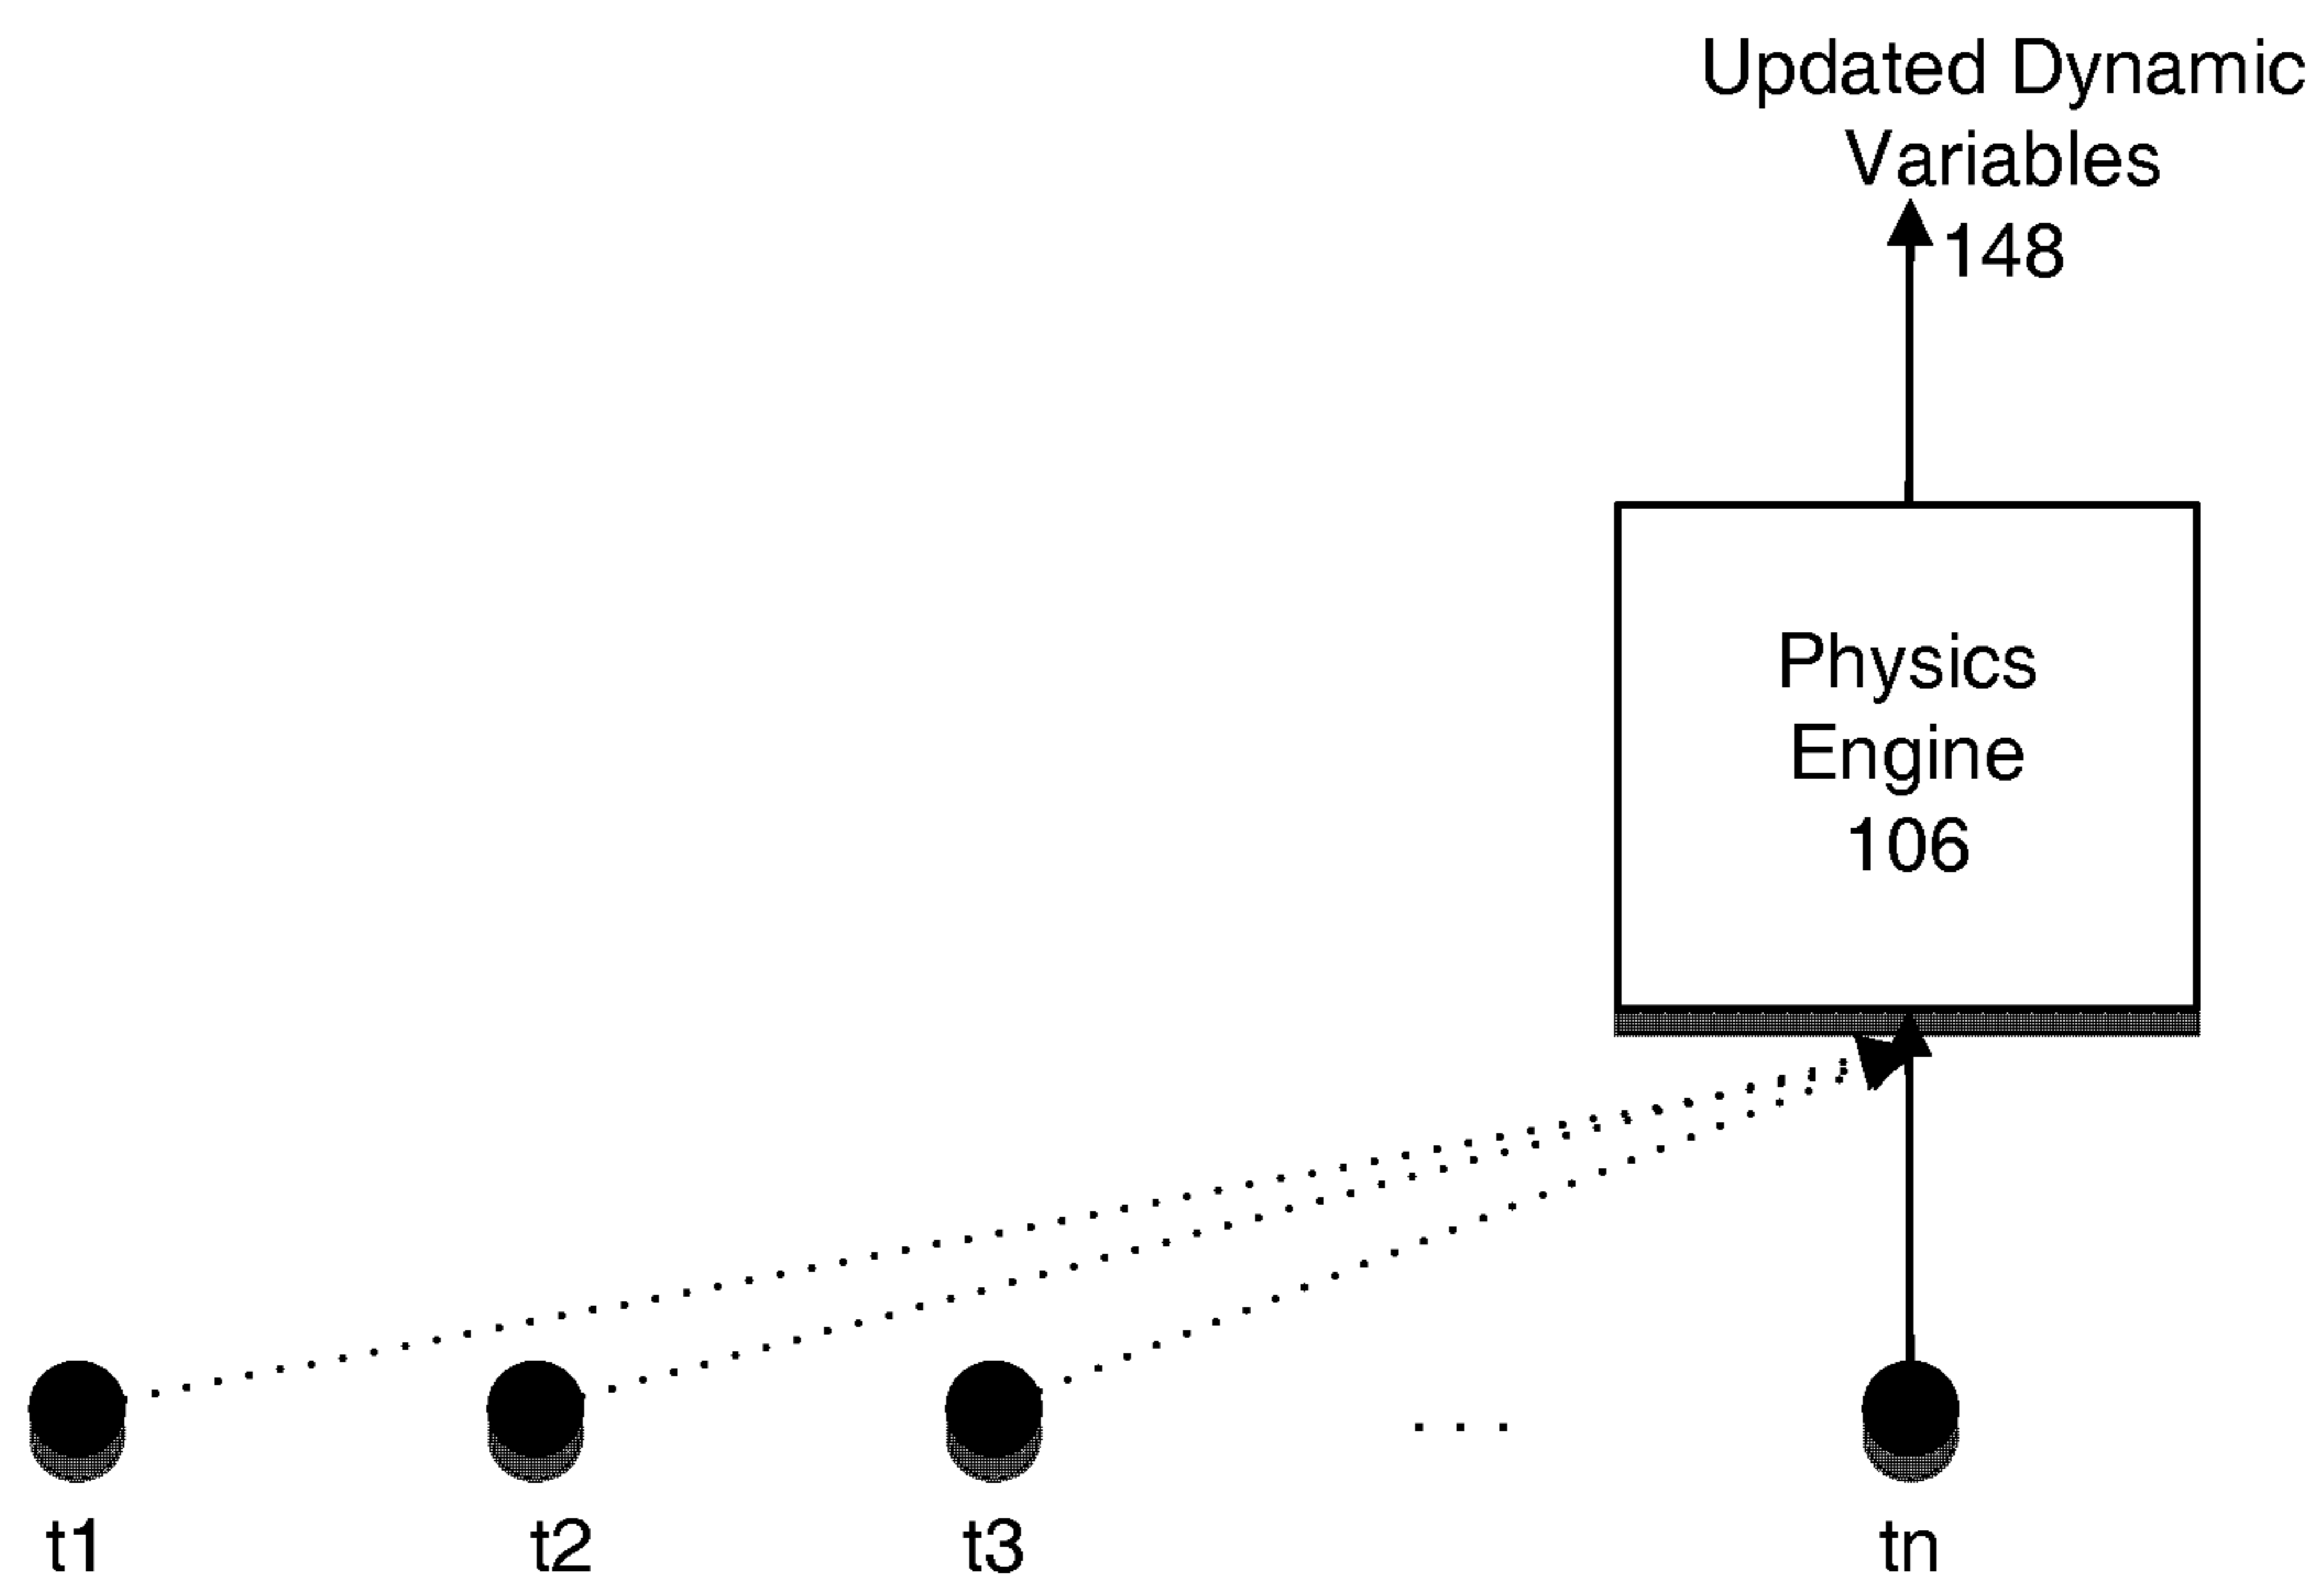 Updated Dynamic
Variables
148
Physics
Engine
106
...
t1
t2
t3
tn